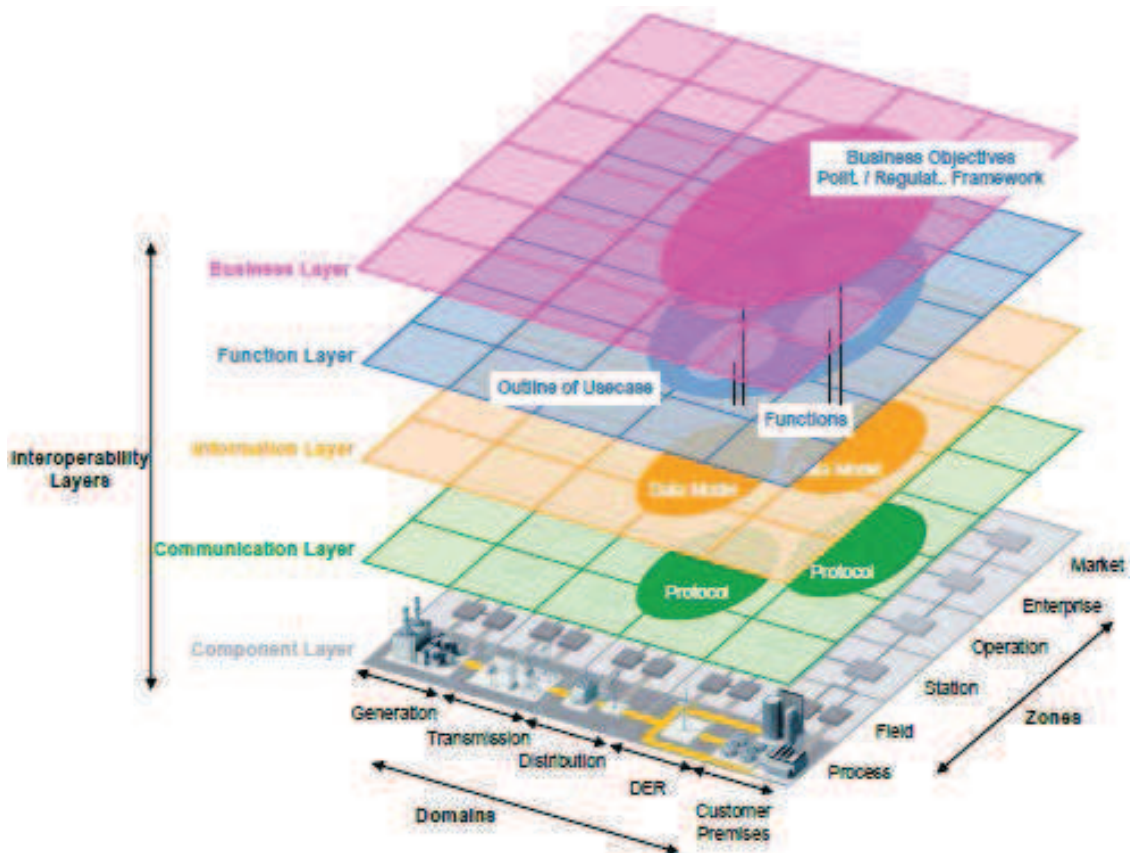 Business Objectives
Polit. / Regulat.. Framework
Business Layer
Function Layer
Outline of Usecase
Functions
Information Layer
Interoperability
Layers
Data Model
Data Model
Communication Layer
Protocol
Protocol
Component Layer
Market
Enterprise
Operation
Station
Field
Process
Zones
Generation
Transmission
Distribution
DER
Customer
Premises
Domains